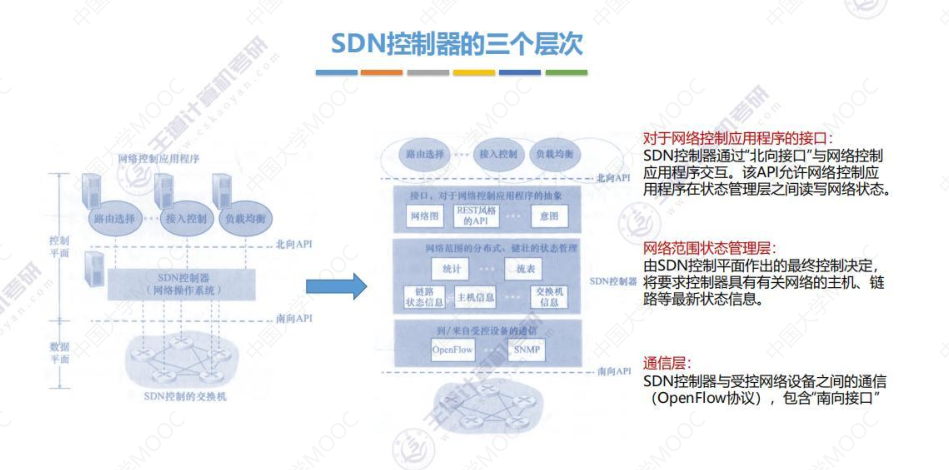 SDN控制器的三个层次
网络控制应用程序
路由选择
接入控制
负载均衡
控制
平面
北向API
SDN控制器
(网络操作系统)
南向API
数据
平面
SDN控制的交换机
路由选择
接入控制
负载均衡
北向API
接口、对于网络控制应用程序的抽象
网络图
REST风格
的API
意图
网络范围的分布式、健壮的状态管理
统计
流表
SDN控制器
链路
状态信息
主机信息
交换机
信息
到/来自受控设备的通信
OpenFlow
SNMP
南向API
对于网络控制应用程序的接口:
SDN控制器通过“北向接口”与网络控制
应用程序交互。该API允许网络控制应
用程序在状态管理层之间读写网络状态。
网络范围状态管理层:
由SDN控制平面作出的最终控制决定,
将要求控制器具有有关网络的主机、链
路等最新状态信息。
通信层:
SDN控制器与受控网络设备之间的通信
(OpenFlow协议),包含“南向接口”
王道计算机考研
cskaoyan.com
中国大学MOOC